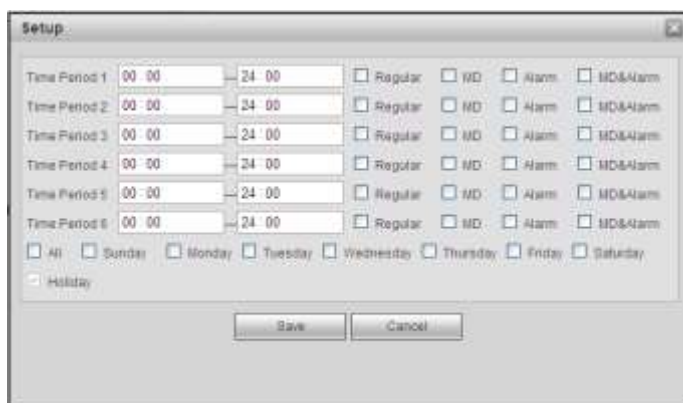 Setup
Time Period 1 00 : 00 — 24 : 00 Regular MD Alarm MD&Alarm
Time Period 2 00 : 00 — 24 : 00 Regular MD Alarm MD&Alarm
Time Period 3 00 : 00 — 24 : 00 Regular MD Alarm MD&Alarm
Time Period 4 00 : 00 — 24 : 00 Regular MD Alarm MD&Alarm
Time Period 5 00 : 00 — 24 : 00 Regular MD Alarm MD&Alarm
Time Period 6 00 : 00 — 24 : 00 Regular MD Alarm MD&Alarm
All Sunday Monday Tuesday Wednesday Thursday Friday Saturday
Holiday
Save Cancel